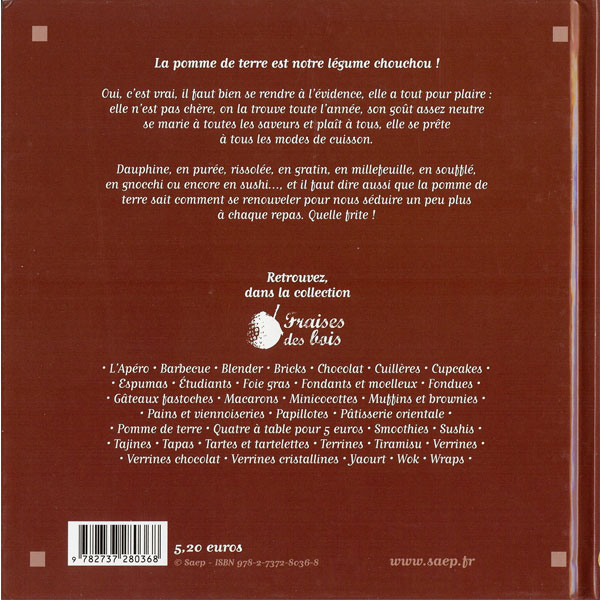 La pomme de terre est notre légume chouchou !
Oui, c'est vrai, il faut bien se rendre à l'évidence, elle a tout pour plaire :
elle n'est pas chère, on la trouve toute l'année, son goût assez neutre
se marie à toutes les saveurs et plaît à tous, elle se prête
à tous les modes de cuisson.
Dauphine, en purée, rissolée, en gratin, en millefeuille, en soufflé,
en gnocchi ou encore en sushi…, et il faut dire aussi que la pomme de
terre sait comment se renouveler pour nous séduire un peu plus
à chaque repas. Quelle frite !
Retrouvez,
dans la collection
Fraises
des bois
• L'Apéro • Barbecue • Blender • Bricks • Chocolat • Cuillères • Cupcakes •
• Espumas • Étudiants • Foie gras • Fondants et moelleux • Fondues •
• Gâteaux fastoches • Macarons • Minicocottes • Muffins et brownies •
• Pains et viennoiseries • Papillotes • Pâtisserie orientale •
• Pomme de terre • Quatre à table pour 5 euros • Smoothies • Sushis •
• Tajines • Tapas • Tartes et tartelettes • Terrines • Tiramisu • Verrines •
• Verrines chocolat • Verrines cristallines • Yaourt • Wok • Wraps •
9 782737 280368
5,20 euros
© Saep - ISBN 978-2-7372-8036-8
www.saep.fr